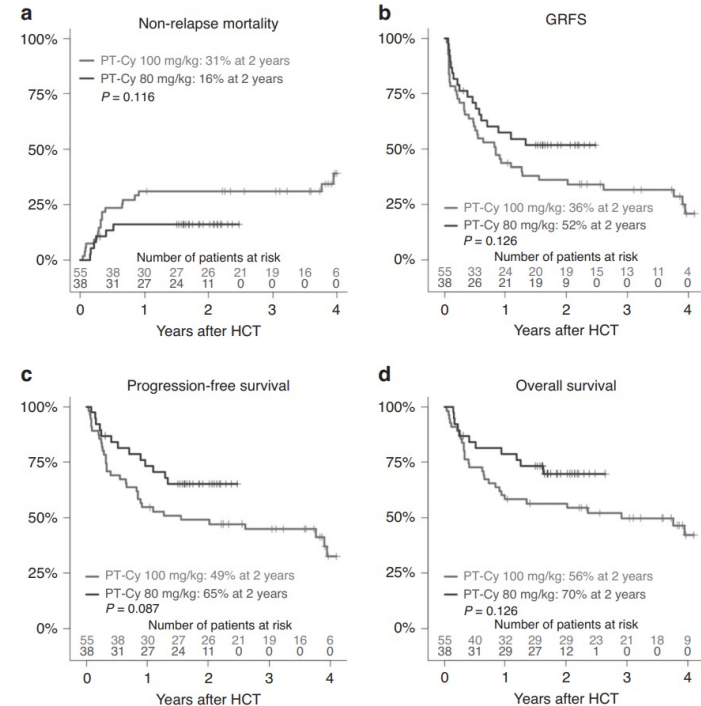 a
Non-relapse mortality
100%
75%
50%
25%
0%
PT-Cy 100 mg/kg: 31% at 2 years
PT-Cy 80 mg/kg: 16% at 2 years
P = 0.116
Number of patients at risk
55 38 30 27 26 21 19 16 6
38 31 27 24 11 0 0 0 0
0 1 2 3 4
Years after HCT
b
GRFS
100%
75%
50%
25%
0%
PT-Cy 100 mg/kg: 36% at 2 years
PT-Cy 80 mg/kg: 52% at 2 years
P = 0.126
Number of patients at risk
55 33 24 20 19 15 13 11 4
38 26 21 19 9 0 0 0 0
0 1 2 3 4
Years after HCT
c
Progression-free survival
100%
75%
50%
25%
0%
PT-Cy 100 mg/kg: 49% at 2 years
PT-Cy 80 mg/kg: 65% at 2 years
P = 0.087
Number of patients at risk
55 38 30 27 26 21 19 16 6
38 31 27 24 11 0 0 0 0
0 1 2 3 4
Years after HCT
d
Overall survival
100%
75%
50%
25%
0%
PT-Cy 100 mg/kg: 56% at 2 years
PT-Cy 80 mg/kg: 70% at 2 years
P = 0.126
Number of patients at risk
55 40 32 29 29 23 21 18 9
38 31 29 27 12 1 0 0 0
0 1 2 3 4
Years after HCT